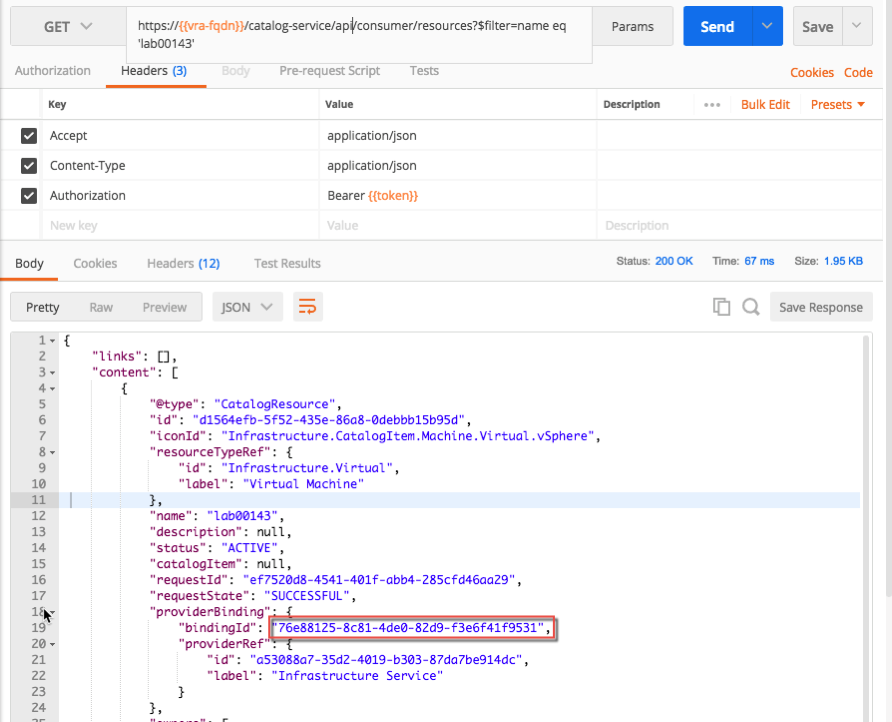 GET
https://{{vra-fqdn}}/catalog-service/api/consumer/resources?$filter=name eq
'lab00143'
Params
Send
Save
Authorization
Headers (3)
Body
Pre-request Script
Tests
Cookies
Code
Key
Value
Description
•••
Bulk Edit
Presets
Accept
application/json
Content-Type
application/json
Authorization
Bearer {{token}}
New key
Value
Description
Body
Cookies
Headers (12)
Test Results
Status: 200 OK
Time: 67 ms
Size: 1.95 KB
Pretty
Raw
Preview
JSON
Save Response
1 {
2 "links": [],
3 "content": [
4 {
5 "@type": "CatalogResource",
6 "id": "d1564efb-5f52-435e-86a8-0debbb15b95d",
7 "iconId": "Infrastructure.CatalogItem.Machine.Virtual.vSphere",
8 "resourceTypeRef": {
9 "id": "Infrastructure.Virtual",
10 "label": "Virtual Machine"
11 },
12 "name": "lab00143",
13 "description": null,
14 "status": "ACTIVE",
15 "catalogItem": null,
16 "requestId": "ef7520d8-4541-401f-abb4-285cfd46aa29",
17 "requestState": "SUCCESSFUL",
18 "providerBinding": {
19 "bindingId": "76e88125-8c81-4de0-82d9-f3e6f41f9531",
20 "providerRef": {
21 "id": "a53088a7-35d2-4019-b303-87da7be914dc",
22 "label": "Infrastructure Service"
23 }
24 },